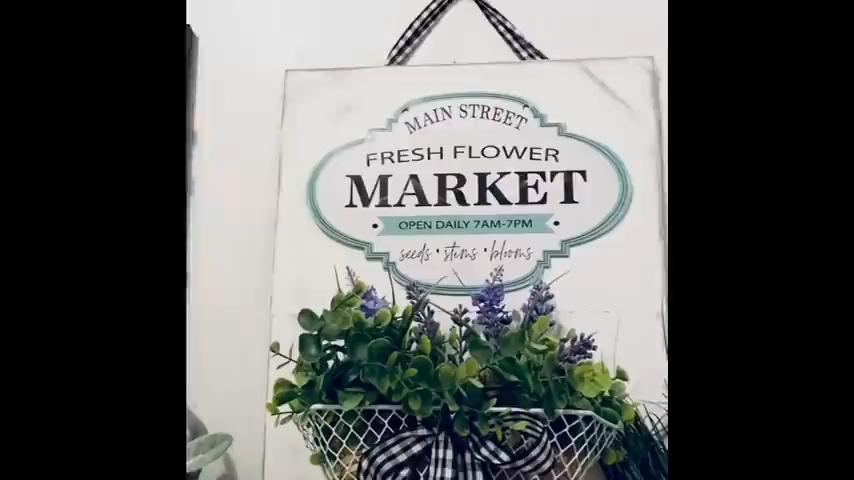 MAIN STREET
FRESH FLOWER
MARKET
OPEN DAILY 7AM-7PM
seeds • stems • blooms